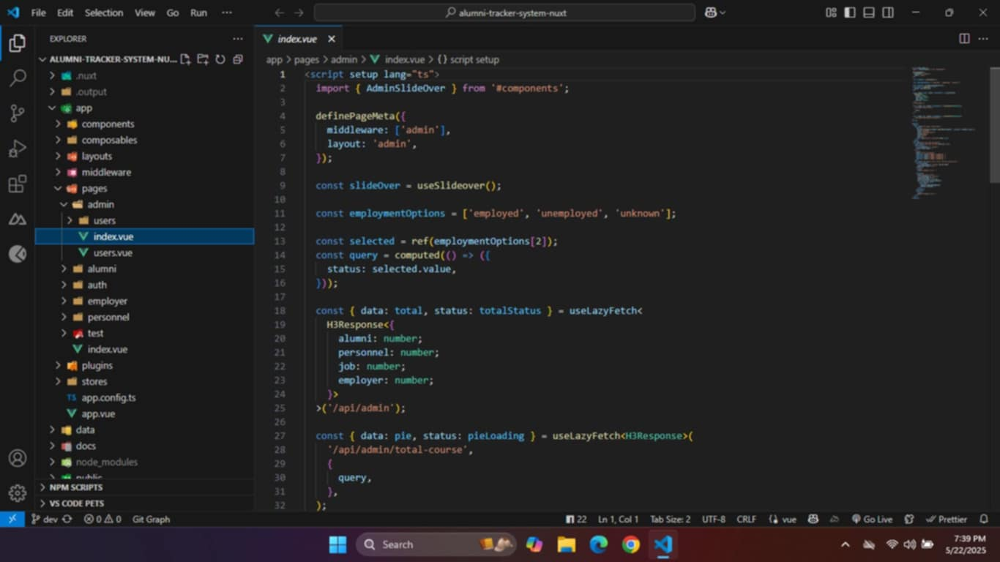 File Edit Selection View Go Run ···
alumni-tracker-system-nuxt
EXPLORER
ALUMNI-TRACKER-SYSTEM-NU...
.nuxt
.output
app
components
composables
layouts
middleware
pages
admin
users
index.vue
users.vue
alumni
auth
employer
personnel
test
index.vue
plugins
stores
TS app.config.ts
app.vue
data
docs
node_modules
public
NPM SCRIPTS
VS CODE PETS
index.vue
app > pages > admin > index.vue > {} script setup
1 <script setup lang="ts">
2 import { AdminSlideOver } from '#components';
3
4 definePageMeta({
5 middleware: ['admin'],
6 layout: 'admin',
7 });
8
9 const slideOver = useSlideover();
10
11 const employmentOptions = ['employed', 'unemployed', 'unknown'];
12
13 const selected = ref(employmentOptions[2]);
14 const query = computed(() => ({
15 status: selected.value,
16 }));
17
18 const { data: total, status: totalStatus } = useLazyFetch<
19 H3Response<{
20 alumni: number;
21 personnel: number;
22 job: number;
23 employer: number;
24 }>
25 >('/api/admin');
26
27 const { data: pie, status: pieLoading } = useLazyFetch<H3Response>(
28 '/api/admin/total-course',
29 {
30 query,
31 },
32 );
dev 0 0 Git Graph 22 Ln 1, Col 1 Tab Size: 2 UTF-8 CRLF vue Go Live Prettier
Search
7:39 PM
5/22/2025